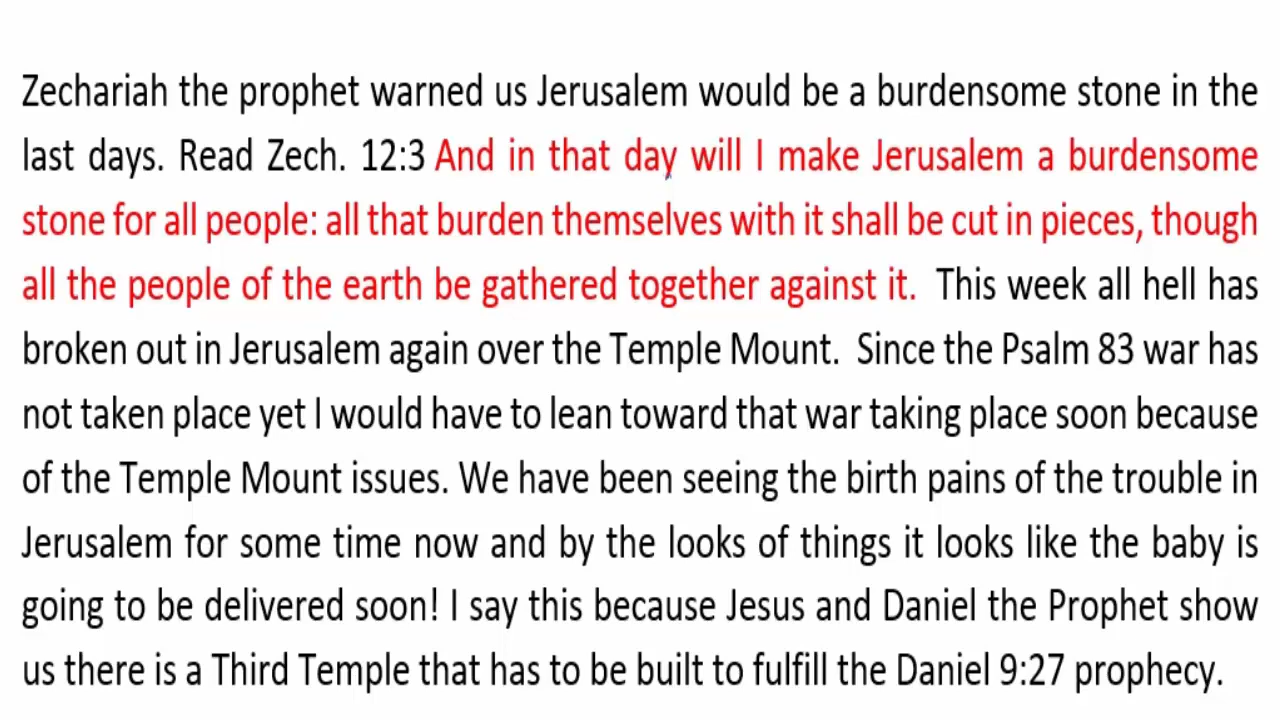 Zechariah the prophet warned us Jerusalem would be a burdensome stone in the
last days. Read Zech. 12:3 And in that day will I make Jerusalem a burdensome
stone for all people: all that burden themselves with it shall be cut in pieces, though
all the people of the earth be gathered together against it. This week all hell has
broken out in Jerusalem again over the Temple Mount. Since the Psalm 83 war has
not taken place yet I would have to lean toward that war taking place soon because
of the Temple Mount issues. We have been seeing the birth pains of the trouble in
Jerusalem for some time now and by the looks of things it looks like the baby is
going to be delivered soon! I say this because Jesus and Daniel the Prophet show
us there is a Third Temple that has to be built to fulfill the Daniel 9:27 prophecy.